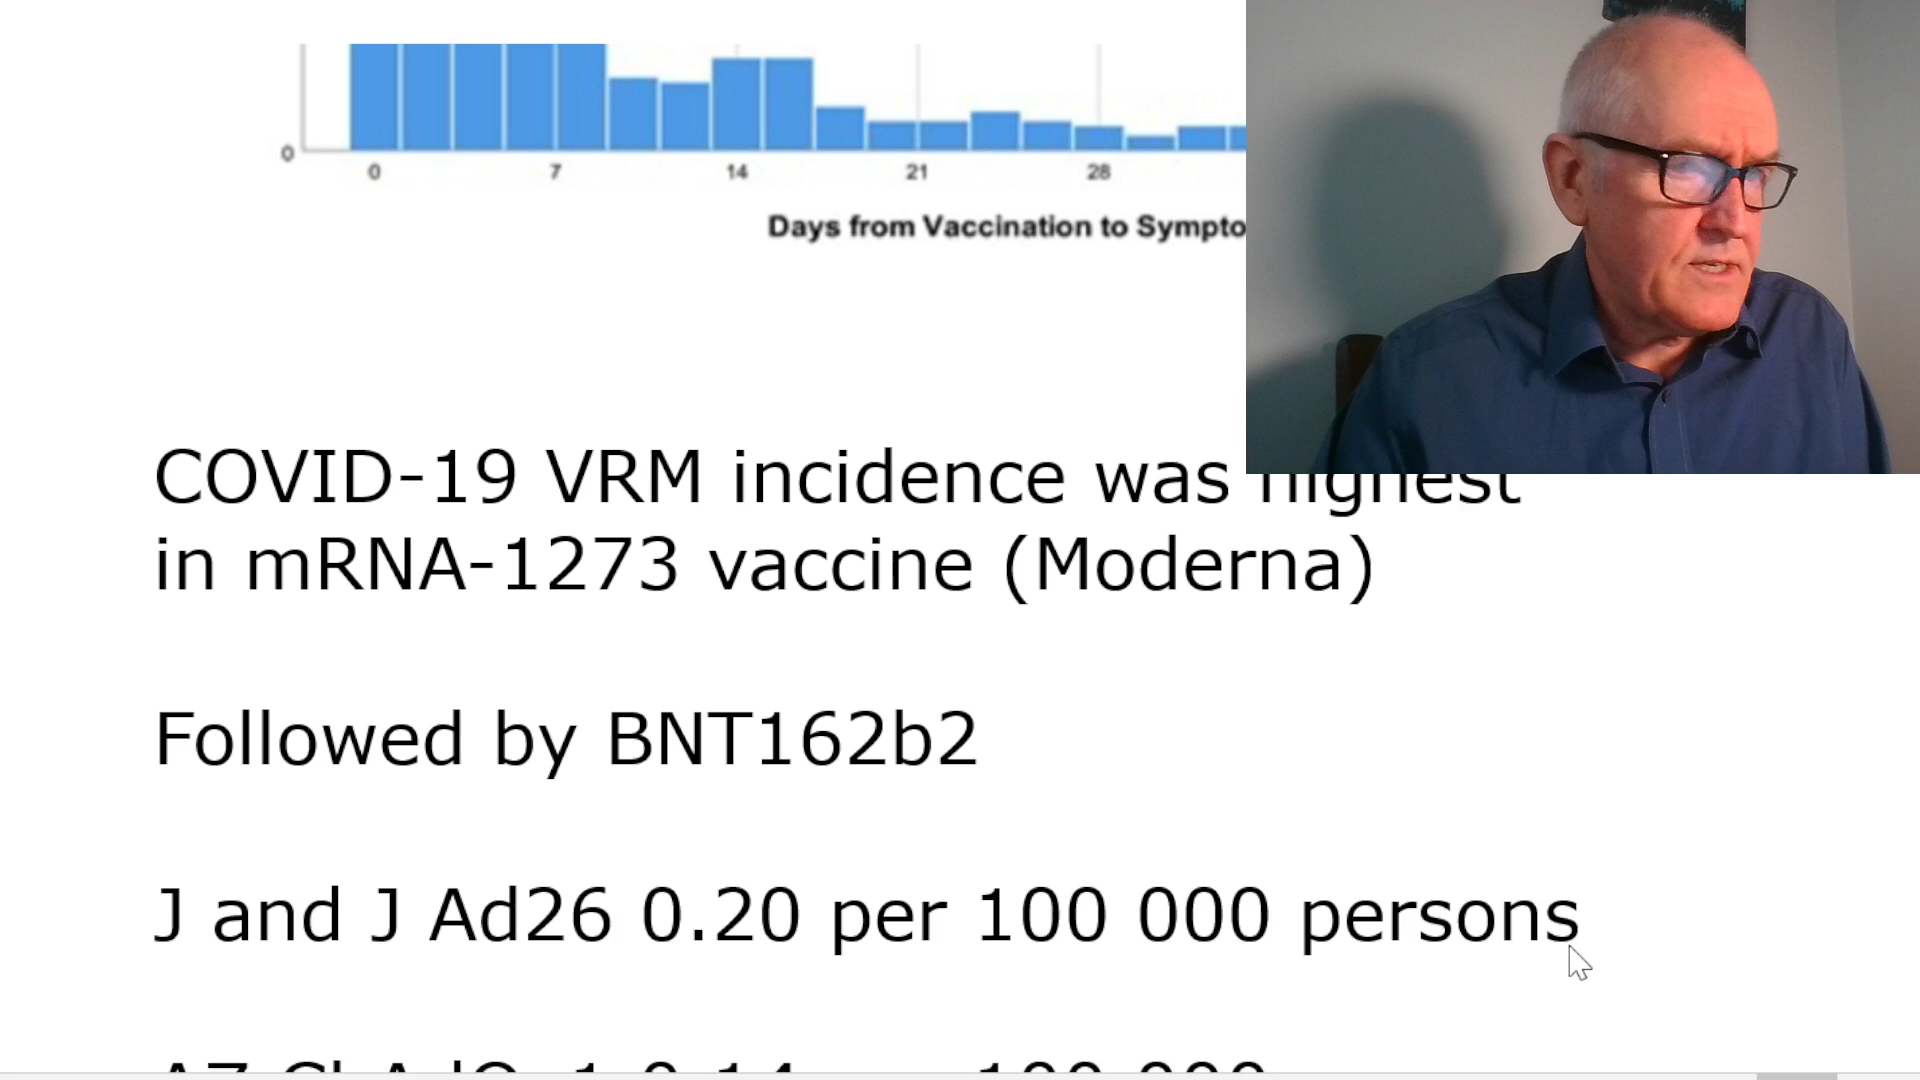 0
0 7 14 21 28
Days from Vaccination to Sympto
COVID-19 VRM incidence was highest
in mRNA-1273 vaccine (Moderna)
Followed by BNT162b2
J and J Ad26 0.20 per 100 000 persons